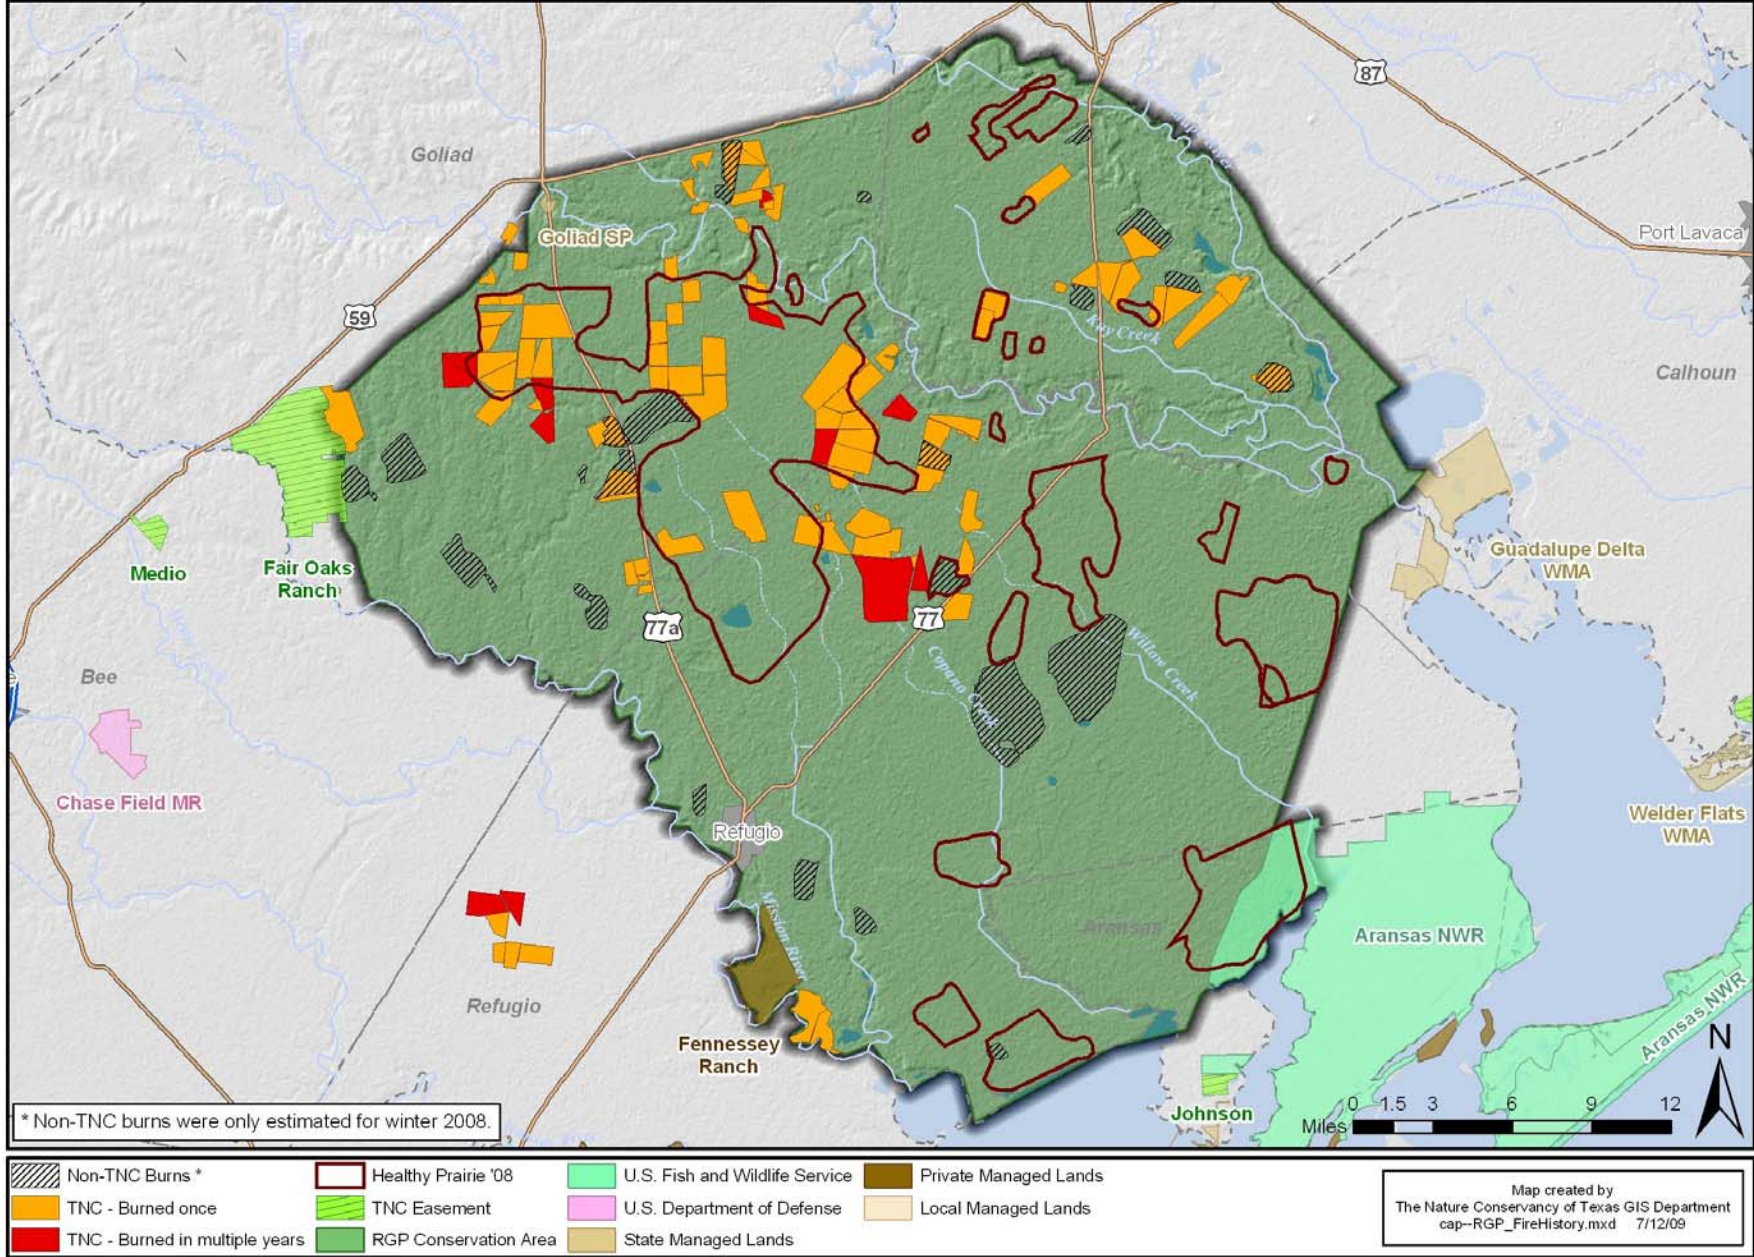 87
Goliad
Port Lavaca
Goliad SP
59
Kuy Creek
Calhoun
Guadalupe Delta
WMA
Medio
Fair Oaks
Ranch
77a
77
Copano Creek
Willow Creek
Bee
Chase Field MR
Welder Flats
WMA
Refugio
Mission River
Aransas
Aransas NWR
Aransas NWR
Refugio
Fennessey
Ranch
N
Johnson
0 1.5 3 6 9 12
Miles
* Non-TNC burns were only estimated for winter 2008.
Non-TNC Burns *
Healthy Prairie '08
U.S. Fish and Wildlife Service
Private Managed Lands
TNC - Burned once
TNC Easement
U.S. Department of Defense
Local Managed Lands
TNC - Burned in multiple years
RGP Conservation Area
State Managed Lands
Map created by
The Nature Conservancy of Texas GIS Department
cap--RGP_FireHistory.mxd 7/12/09